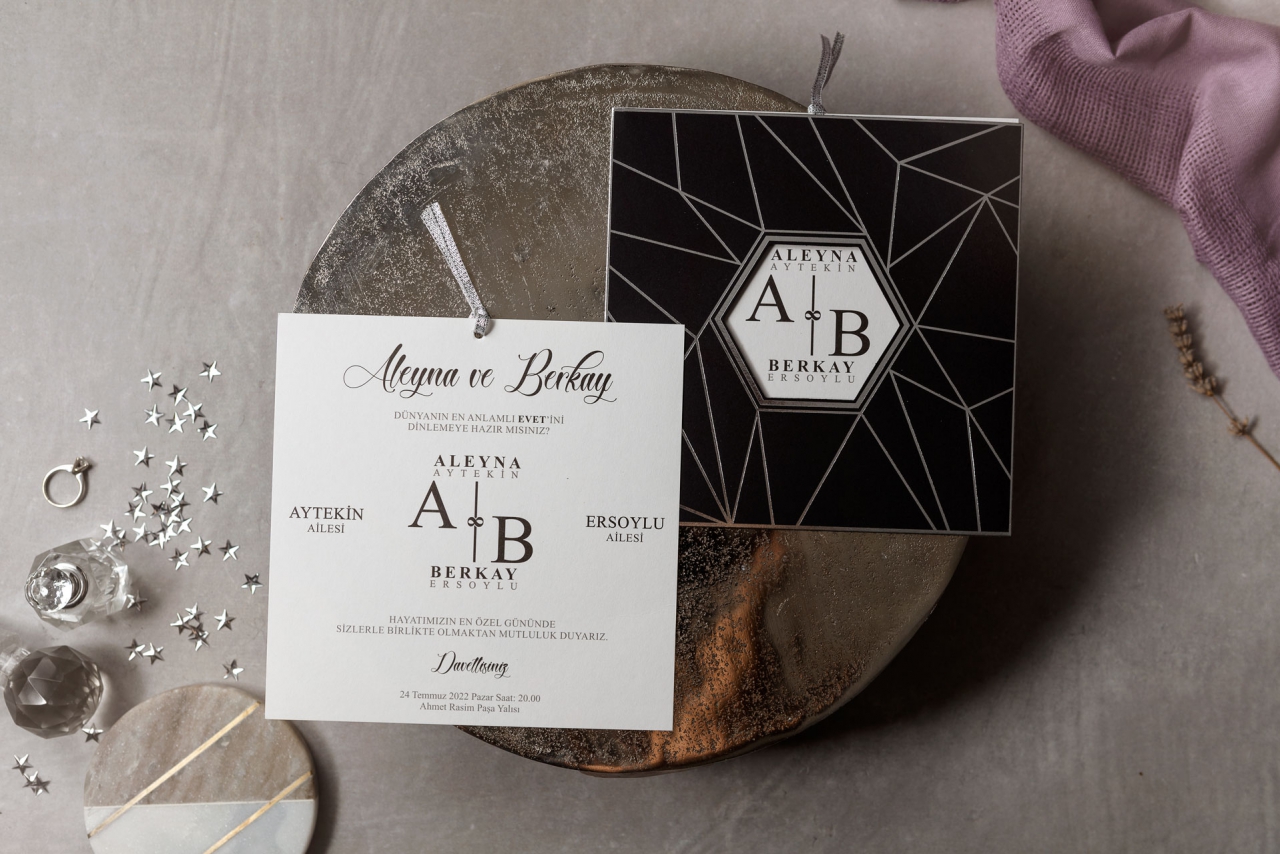 Aleyna ve Berkay
DÜNYANIN EN ANLAMLI EVET'İNİ
DİNLEMEYE HAZIR MISINIZ?
ALEYNA
AYTEKİN
A B
BERKAY
ERSOYLU
AYTEKİN
AİLESİ
ERSOYLU
AİLESİ
HAYATIMIZIN EN ÖZEL GÜNÜNDE
SİZLERLE BİRLİKTE OLMAKTAN MUTLULUK DUYARIZ.
Davetlisiniz
24 Temmuz 2022 Pazar Saat: 20.00
Ahmet Rasim Paşa Yalısı
ALEYNA
AYTEKİN
A B
BERKAY
ERSOYLU